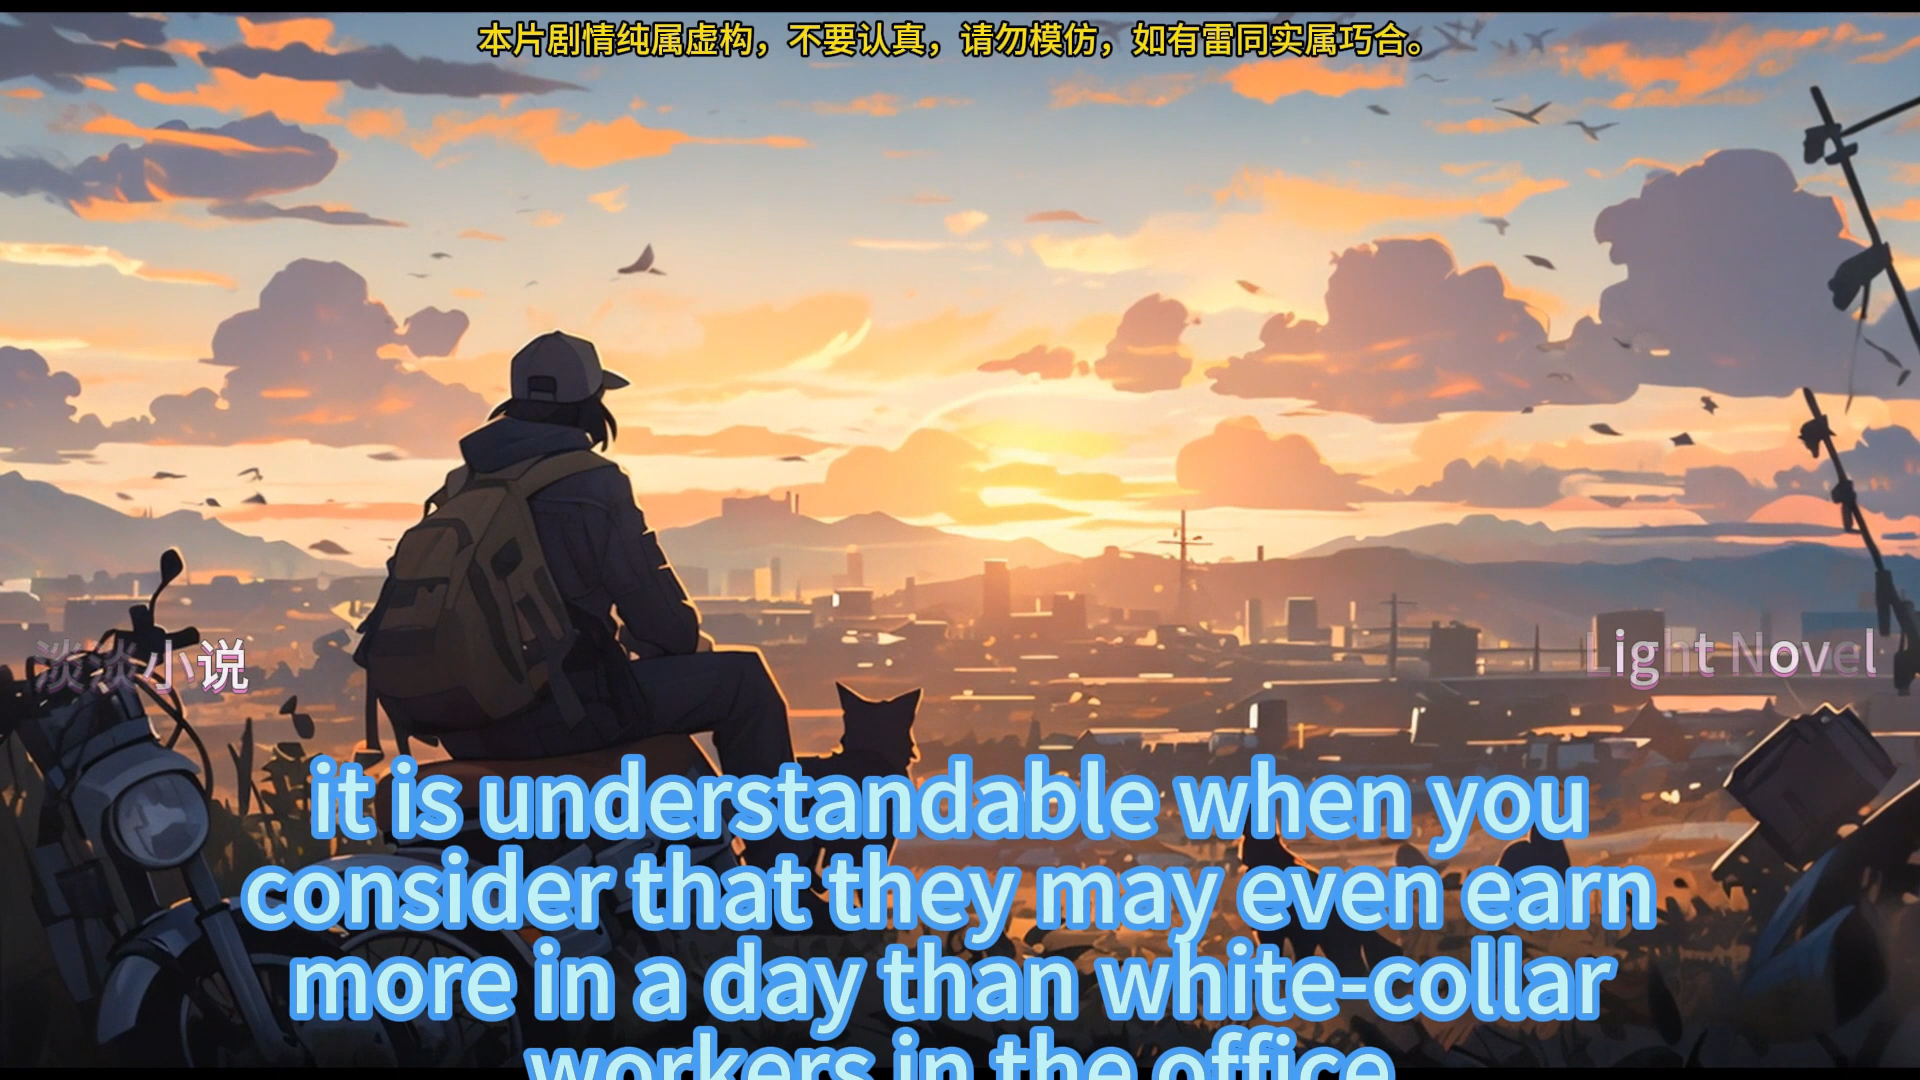 本片剧情纯属虚构，不要认真，请勿模仿，如有雷同实属巧合。
淡淡小说
Light Novel
it is understandable when you
consider that they may even earn
more in a day than white-collar
workers in the office